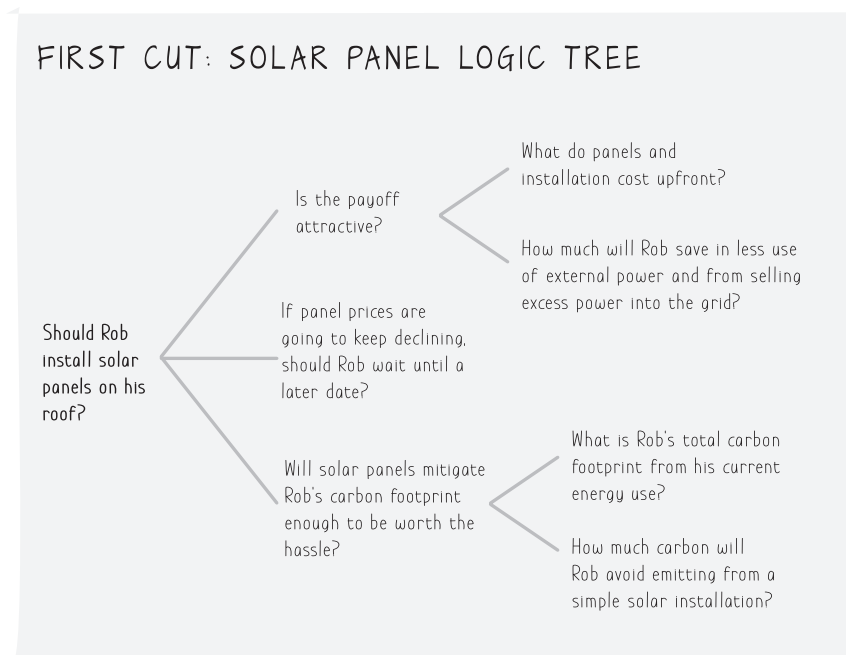 FIRST CUT: SOLAR PANEL LOGIC TREE
Should Rob
install solar
panels on his
roof?
Is the payoff
attractive?
What do panels and
installation cost upfront?
How much will Rob save in less use
of external power and from selling
excess power into the grid?
If panel prices are
going to keep declining,
should Rob wait until a
later date?
Will solar panels mitigate
Rob's carbon footprint
enough to be worth the
hassle?
What is Rob's total carbon
footprint from his current
energy use?
How much carbon will
Rob avoid emitting from a
simple solar installation?